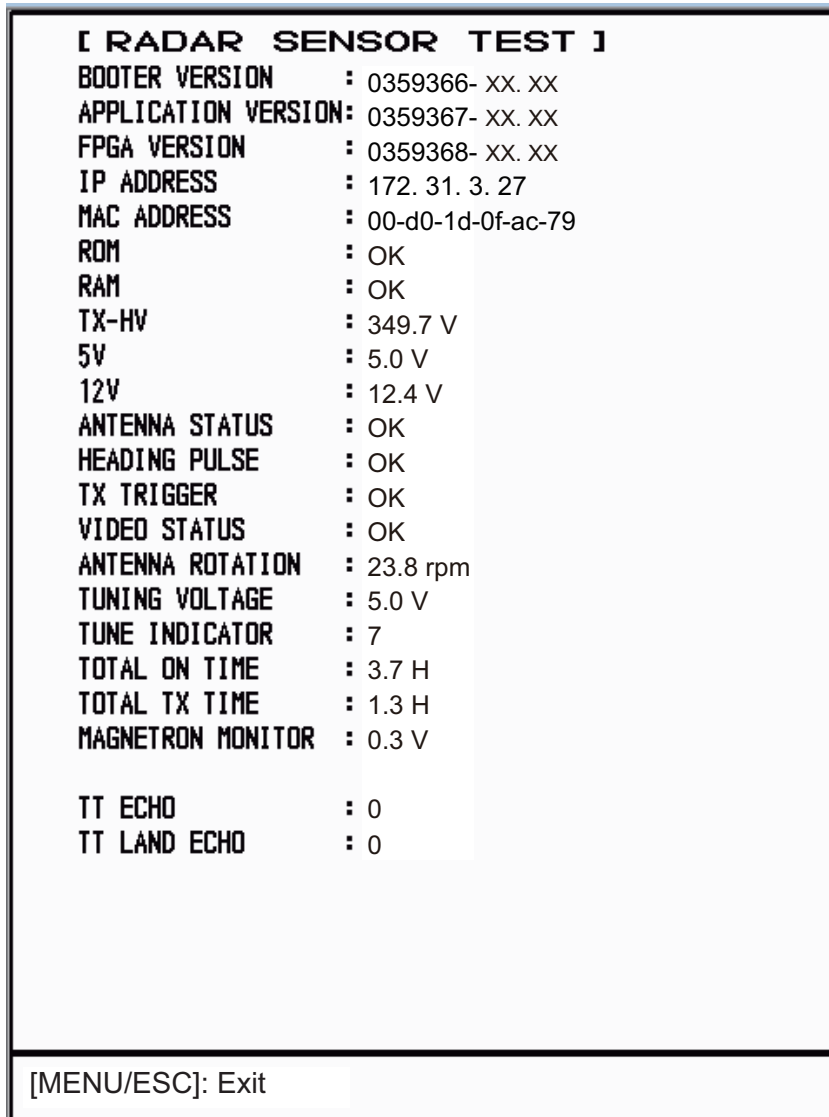 [ RADAR SENSOR TEST ]
BOOTER VERSION : 0359366- XX. XX
APPLICATION VERSION: 0359367- XX. XX
FPGA VERSION : 0359368- XX. XX
IP ADDRESS : 172. 31. 3. 27
MAC ADDRESS : 00-d0-1d-0f-ac-79
ROM : OK
RAM : OK
TX-HV : 349.7 V
5V : 5.0 V
12V : 12.4 V
ANTENNA STATUS : OK
HEADING PULSE : OK
TX TRIGGER : OK
VIDEO STATUS : OK
ANTENNA ROTATION : 23.8 rpm
TUNING VOLTAGE : 5.0 V
TUNE INDICATOR : 7
TOTAL ON TIME : 3.7 H
TOTAL TX TIME : 1.3 H
MAGNETRON MONITOR : 0.3 V
TT ECHO : 0
TT LAND ECHO : 0
[MENU/ESC]: Exit